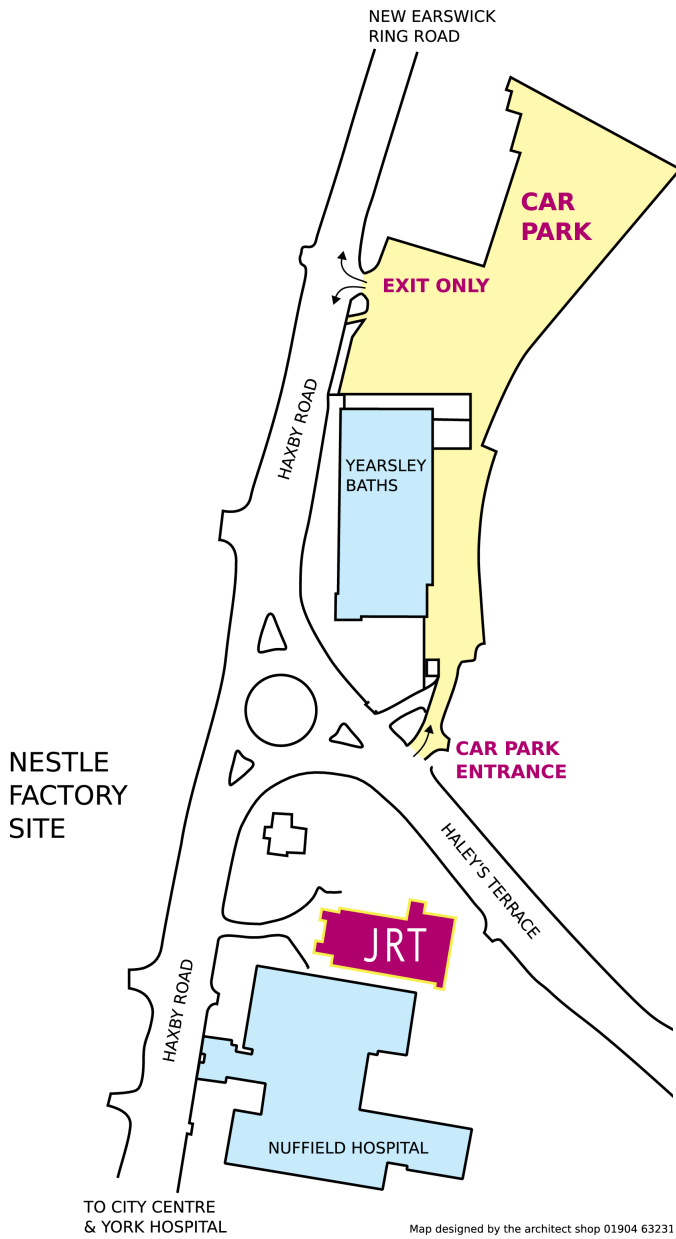 NEW EARSWICK
RING ROAD
CAR
PARK
EXIT ONLY
HAXBY ROAD
YEARSLEY
BATHS
NESTLE
FACTORY
SITE
CAR PARK
ENTRANCE
HALEY'S TERRACE
JRT
HAXBY ROAD
NUFFIELD HOSPITAL
TO CITY CENTRE
& YORK HOSPITAL
Map designed by the architect shop 01904 63231